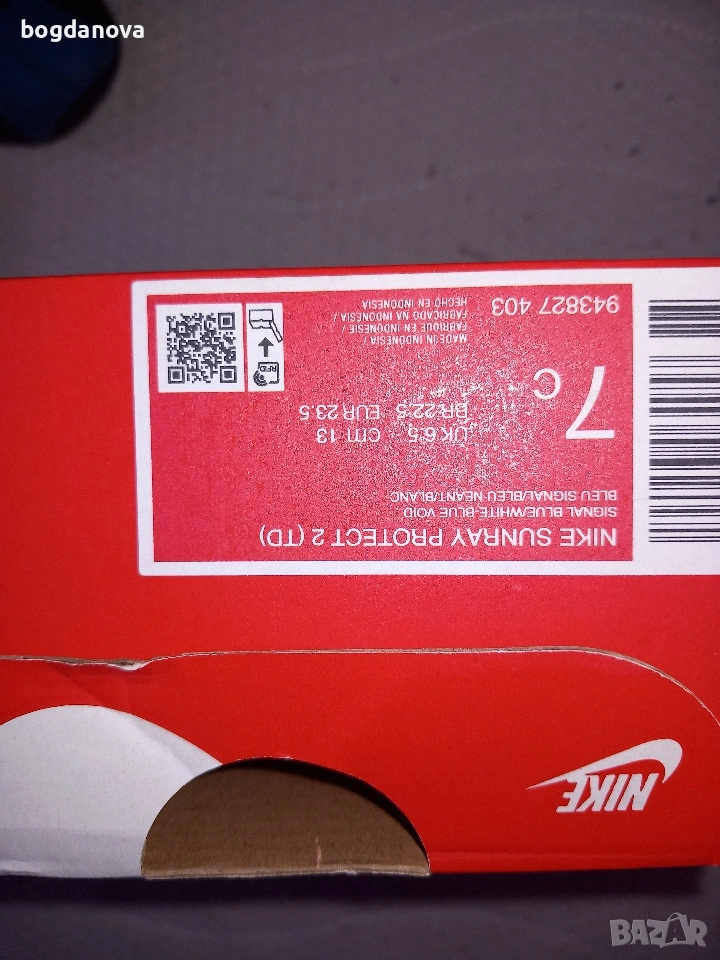 bogdanova
NIKE SUNRAY PROTECT 2 (TD)
SIGNAL BLUE/WHITE-BLUE VOID
BLEU SIGNAL/BLEU NEANT/BLANC
7C
UK 6.5 cm 13
BR 22.5 EUR 23.5
943827 403
MADE IN INDONESIA /
FABRIQUE EN INDONESIE /
FABRICADO NA INDONESIA /
HECHO EN INDONESIA
RFID
NIKE
BAZAR